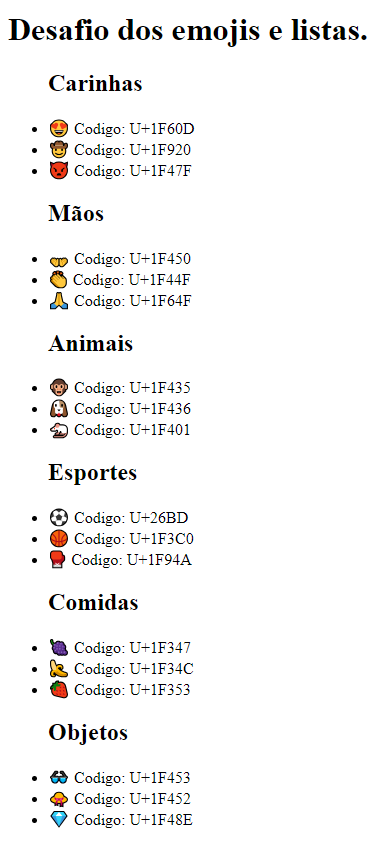 Desafio dos emojis e listas.
Carinhas
😍 Codigo: U+1F60D
🤠 Codigo: U+1F920
👿 Codigo: U+1F47F
Mãos
👐 Codigo: U+1F450
👏 Codigo: U+1F44F
🙏 Codigo: U+1F64F
Animais
🐵 Codigo: U+1F435
🐶 Codigo: U+1F436
🐁 Codigo: U+1F401
Esportes
⚽ Codigo: U+26BD
🏀 Codigo: U+1F3C0
🥊 Codigo: U+1F94A
Comidas
🍇 Codigo: U+1F347
🍌 Codigo: U+1F34C
🍓 Codigo: U+1F353
Objetos
👓 Codigo: U+1F453
👒 Codigo: U+1F452
💎 Codigo: U+1F48E